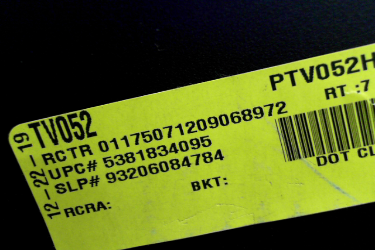 PTV052H
RT :7
TV052
RCTR 01175071209068972
UPC# 5381834095
SLP# 93206084784
BKT:
RCRA:
DOT CL
12 - 22 - 19